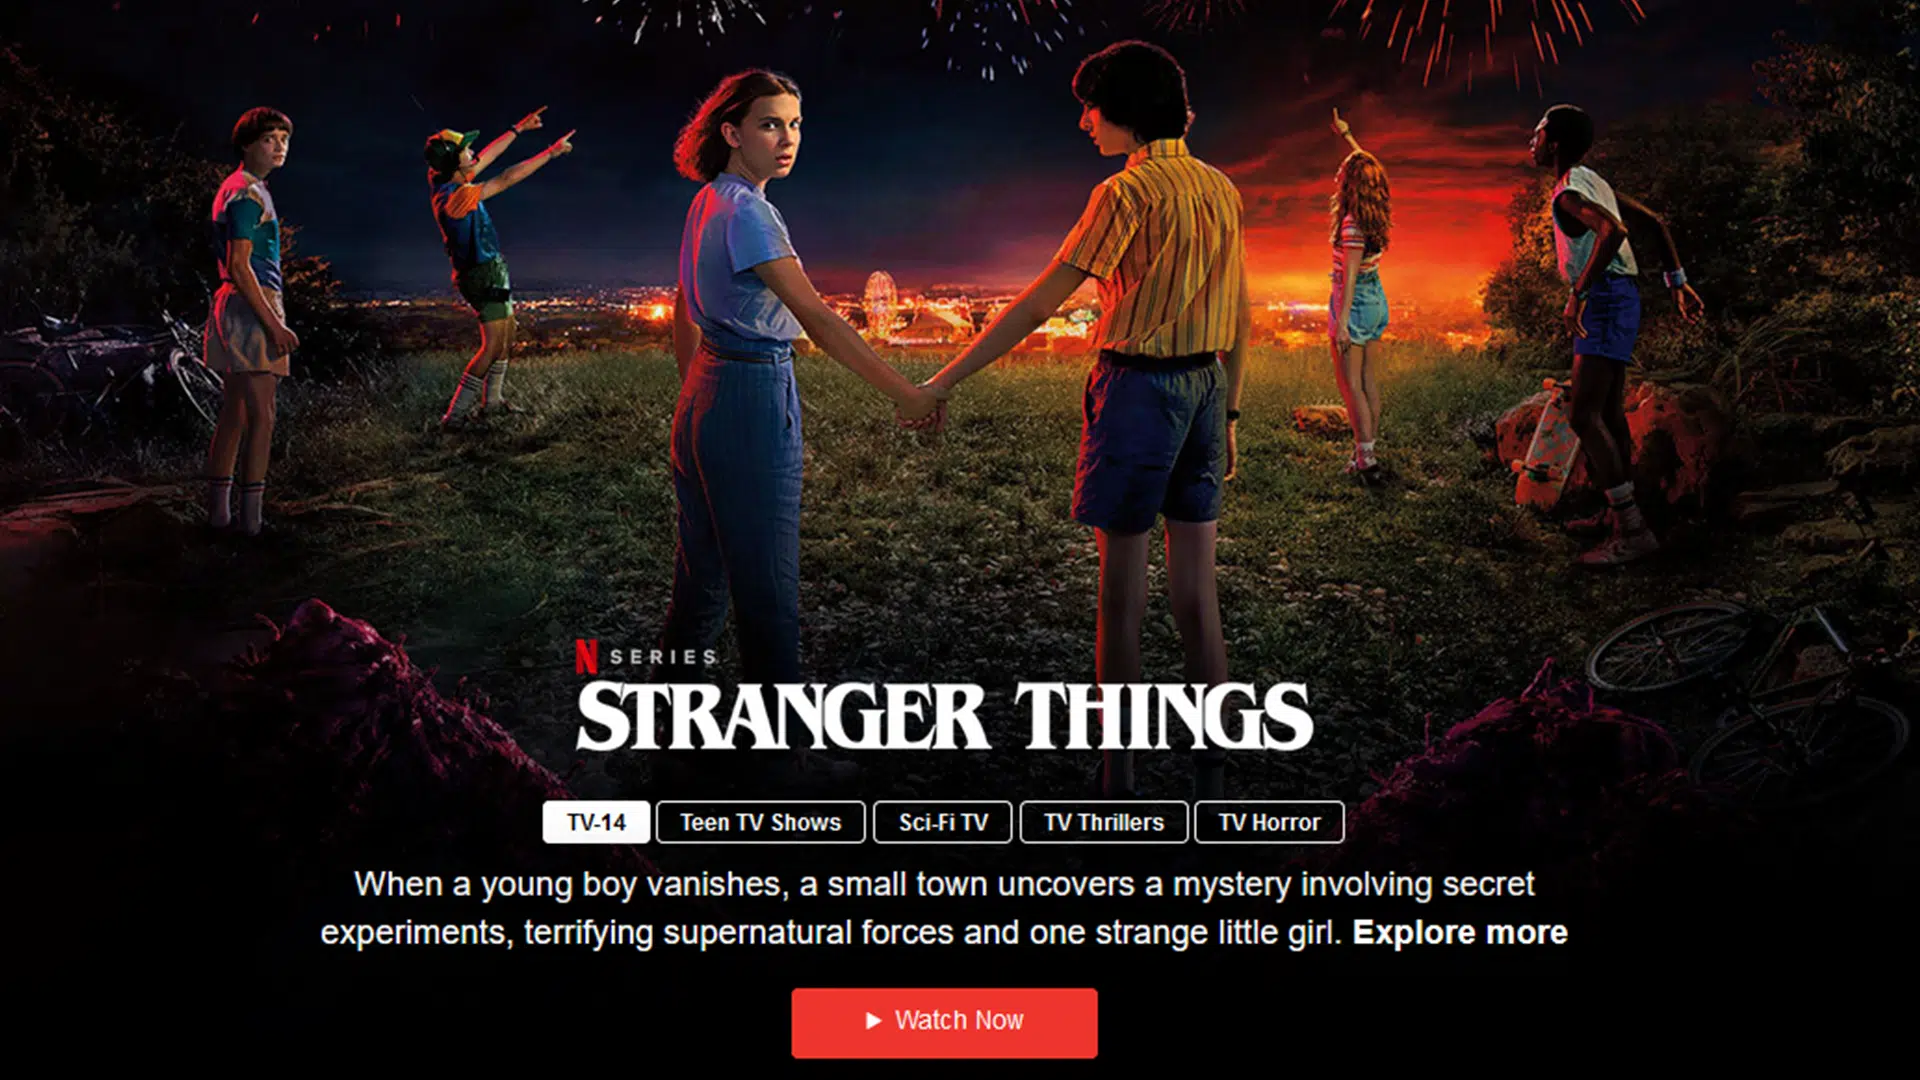 N SERIES
STRANGER THINGS
TV-14 Teen TV Shows Sci-Fi TV TV Thrillers TV Horror
When a young boy vanishes, a small town uncovers a mystery involving secret
experiments, terrifying supernatural forces and one strange little girl. Explore more
Watch Now